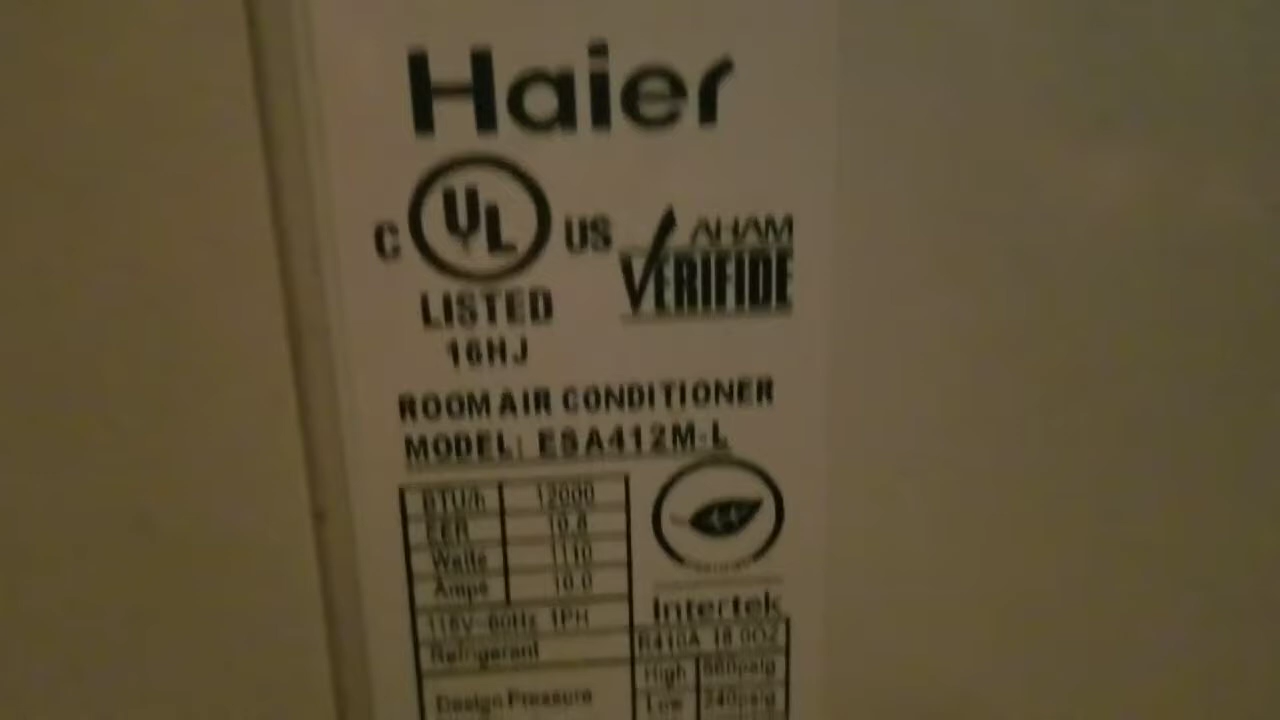 Haier
C UL US
AHAM
VERIFIDE
LISTED
16HJ
ROOM AIR CONDITIONER
MODEL: ESA412M-L
BTU/h 12000
EER 10.8
Watts 1110
Amps 10.0
115V~60Hz 1PH
Intertek
Refrigerant R410A 18.0OZ
Design Pressure
High
Low 240psig